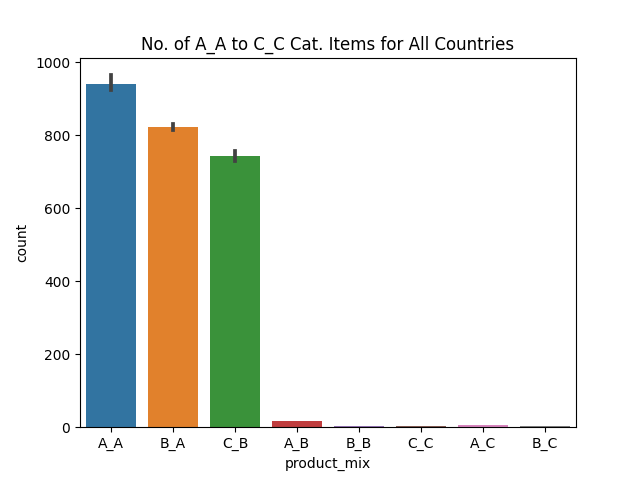 No. of A_A to C_C Cat. Items for All Countries
1000
800
600
400
200
0
count
A_A B_A C_B A_B B_B C_C A_C B_C
product_mix